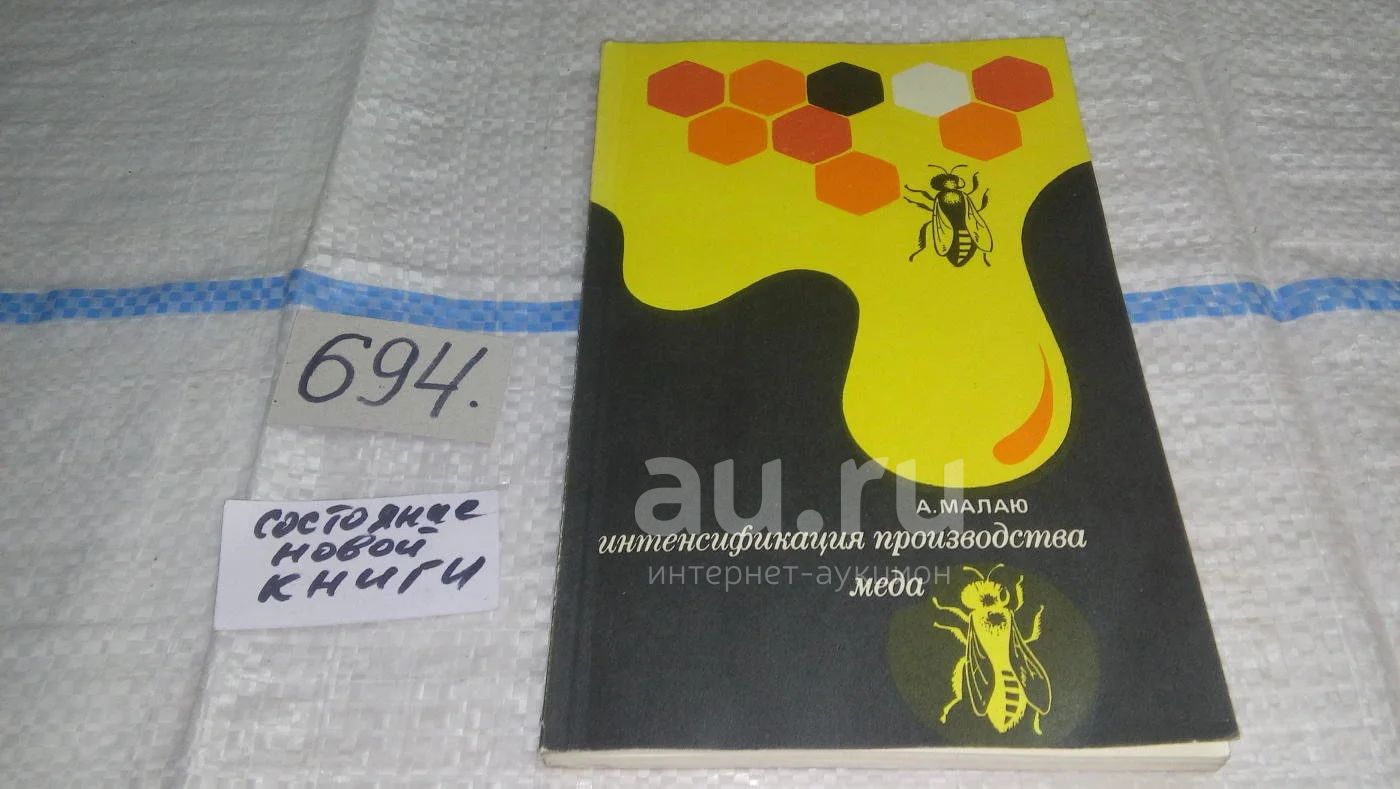 694.
состояние
новой
книги
au.ru
А. МАЛАЮ
интенсификация производства
интернет-аукцион
меда